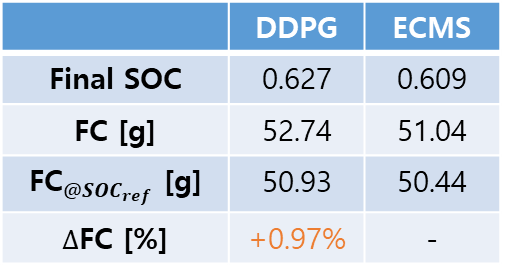 DDPG ECMS
Final SOC 0.627 0.609
FC [g] 52.74 51.04
FC@SOCref [g] 50.93 50.44
ΔFC [%] +0.97% -